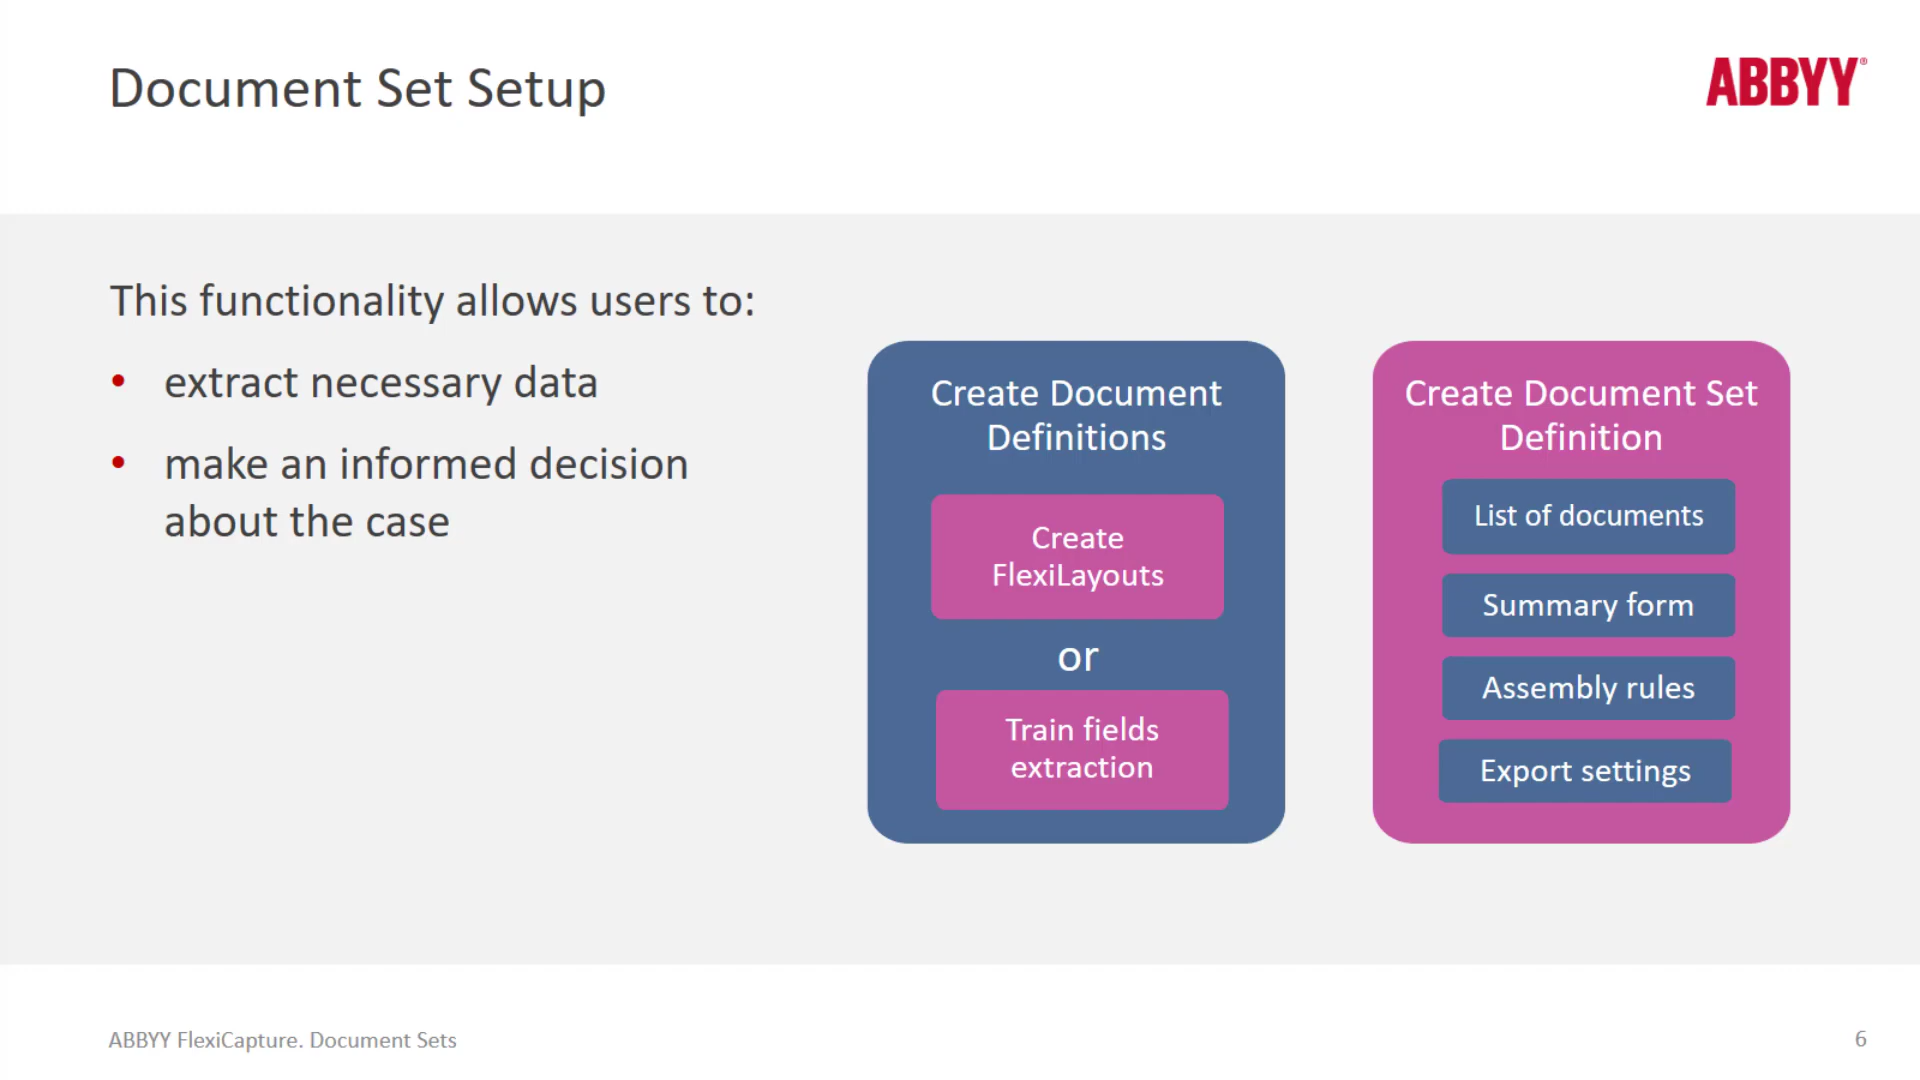 Document Set Setup
ABBYY®
This functionality allows users to:
• extract necessary data
• make an informed decision
about the case
Create Document
Definitions
Create
FlexiLayouts
or
Train fields
extraction
Create Document Set
Definition
List of documents
Summary form
Assembly rules
Export settings
ABBYY FlexiCapture. Document Sets
6